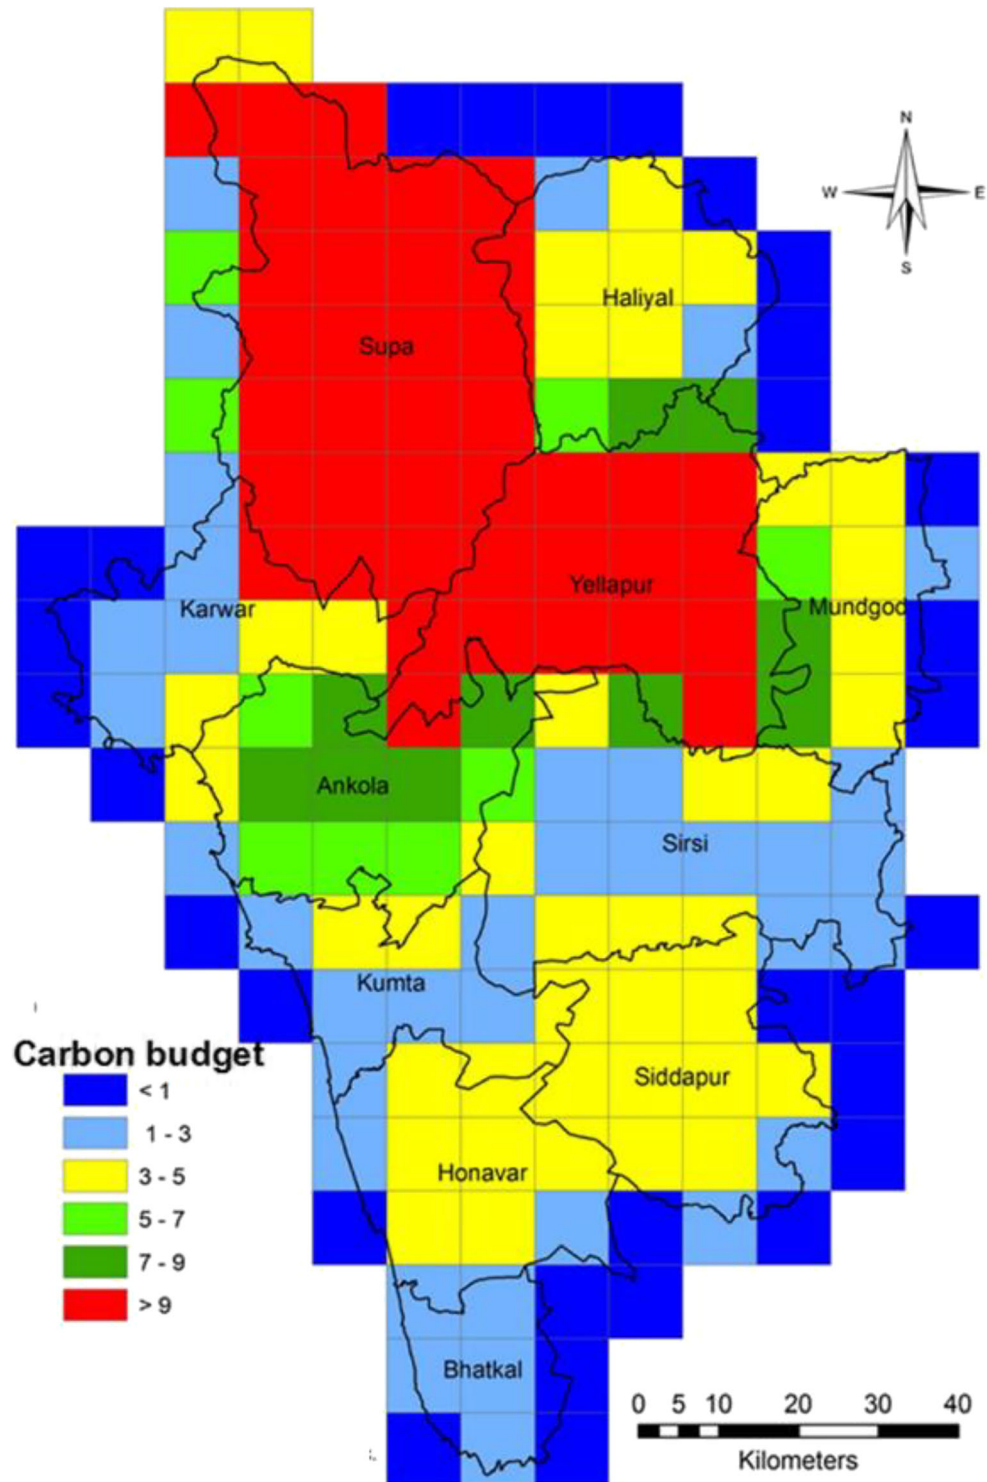 N
W E
S
Haliyal
Supa
Yellapur
Karwar
Mundgod
Ankola
Sirsi
Kumta
Carbon budget
< 1
1 - 3
3 - 5
5 - 7
7 - 9
> 9
Siddapur
Honavar
Bhatkal
0 5 10 20 30 40
Kilometers